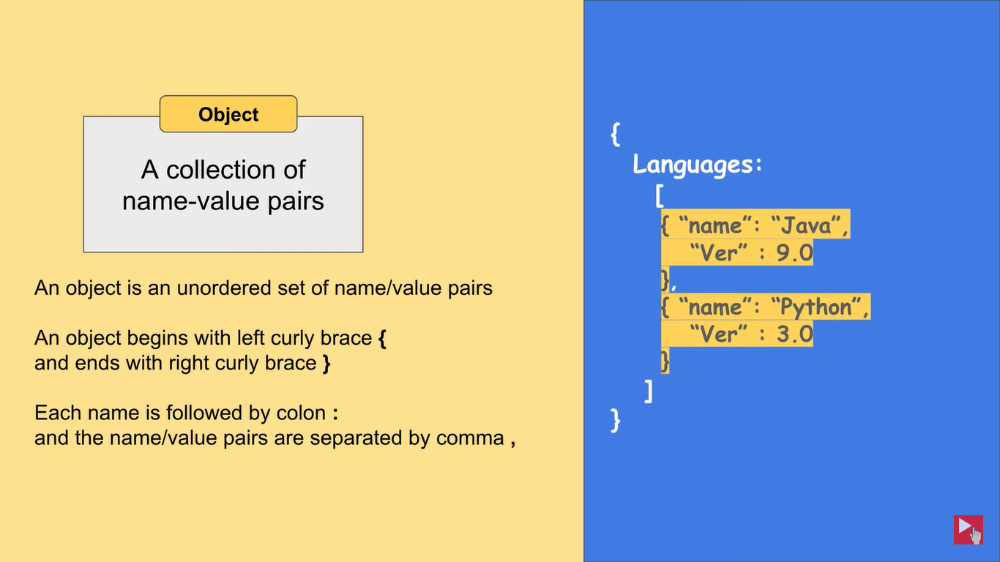 Object
A collection of
name-value pairs
An object is an unordered set of name/value pairs
An object begins with left curly brace {
and ends with right curly brace }
Each name is followed by colon :
and the name/value pairs are separated by comma ,
{
Languages:
[
{ “name”: “Java”,
“Ver” : 9.0
},
{ “name”: “Python”,
“Ver” : 3.0
}
]
}